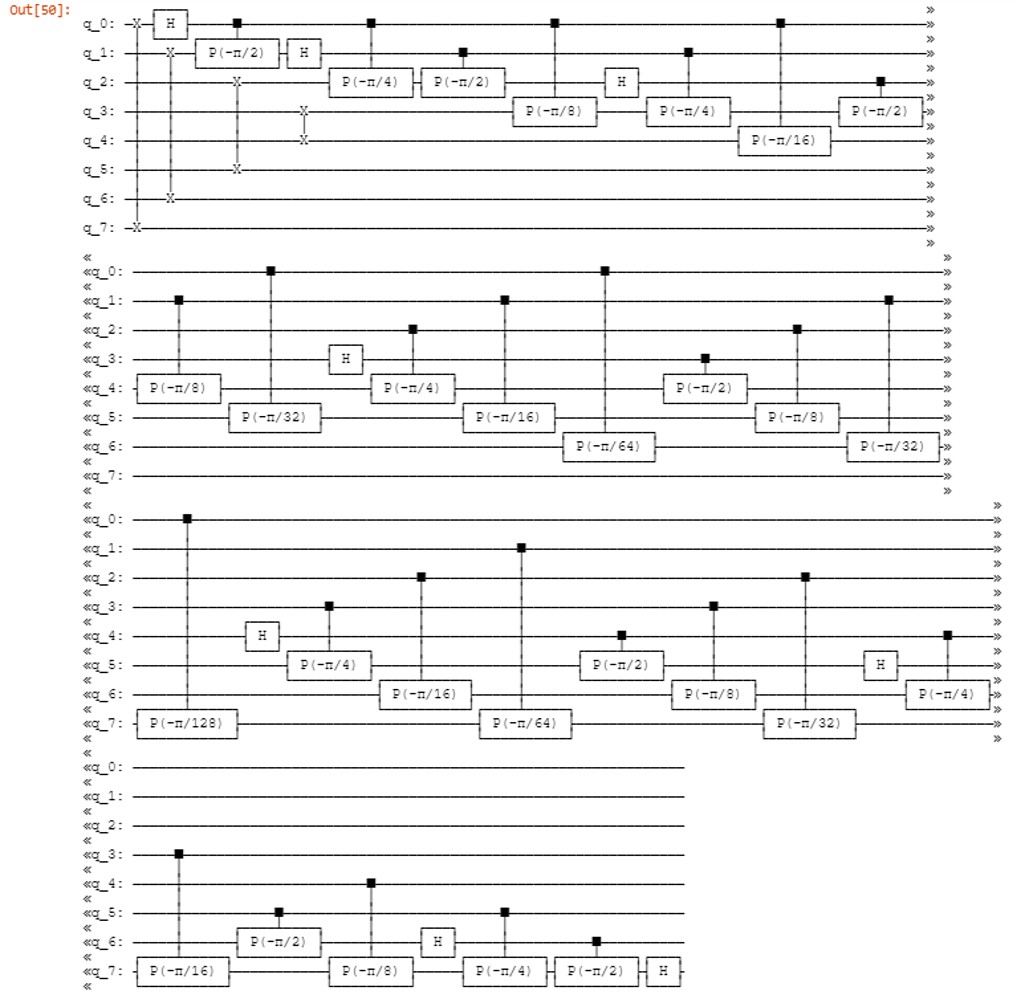 Out[50]:
»
q_0: X H
»
q_1: X P(-π/2) H
»
q_2: X P(-π/4) P(-π/2) H
»
q_3: X P(-π/8) P(-π/4) P(-π/2)
»
q_4: X P(-π/16)
»
q_5: X
»
q_6: X
»
q_7: X
»
« »
«q_0:
« »
«q_1:
« »
«q_2:
« »
«q_3: H
« »
«q_4: P(-π/8) P(-π/4) P(-π/2)
« »
«q_5: P(-π/32) P(-π/16) P(-π/8)
« »
«q_6: P(-π/64) P(-π/32)
« »
«q_7:
« »
« »
«q_0:
« »
«q_1:
« »
«q_2:
« »
«q_3:
« »
«q_4: H
« »
«q_5: P(-π/4) P(-π/2) H
« »
«q_6: P(-π/16) P(-π/8) P(-π/4)
« »
«q_7: P(-π/128) P(-π/64) P(-π/32)
« »
«
«q_0:
«
«q_1:
«
«q_2:
«
«q_3:
«
«q_4:
«
«q_5:
«
«q_6: P(-π/2) H
«
«q_7: P(-π/16) P(-π/8) P(-π/4) P(-π/2) H
«